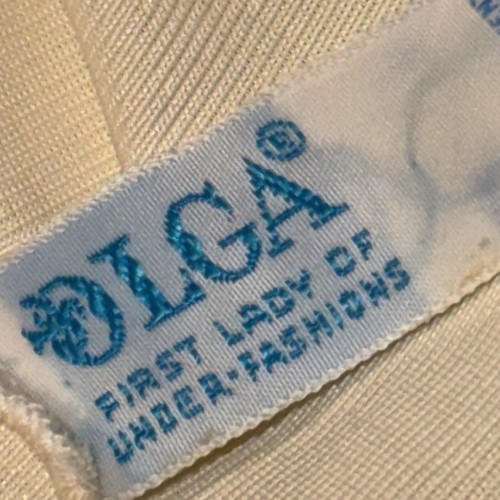 OLGA®
FIRST LADY OF
UNDER-FASHIONS